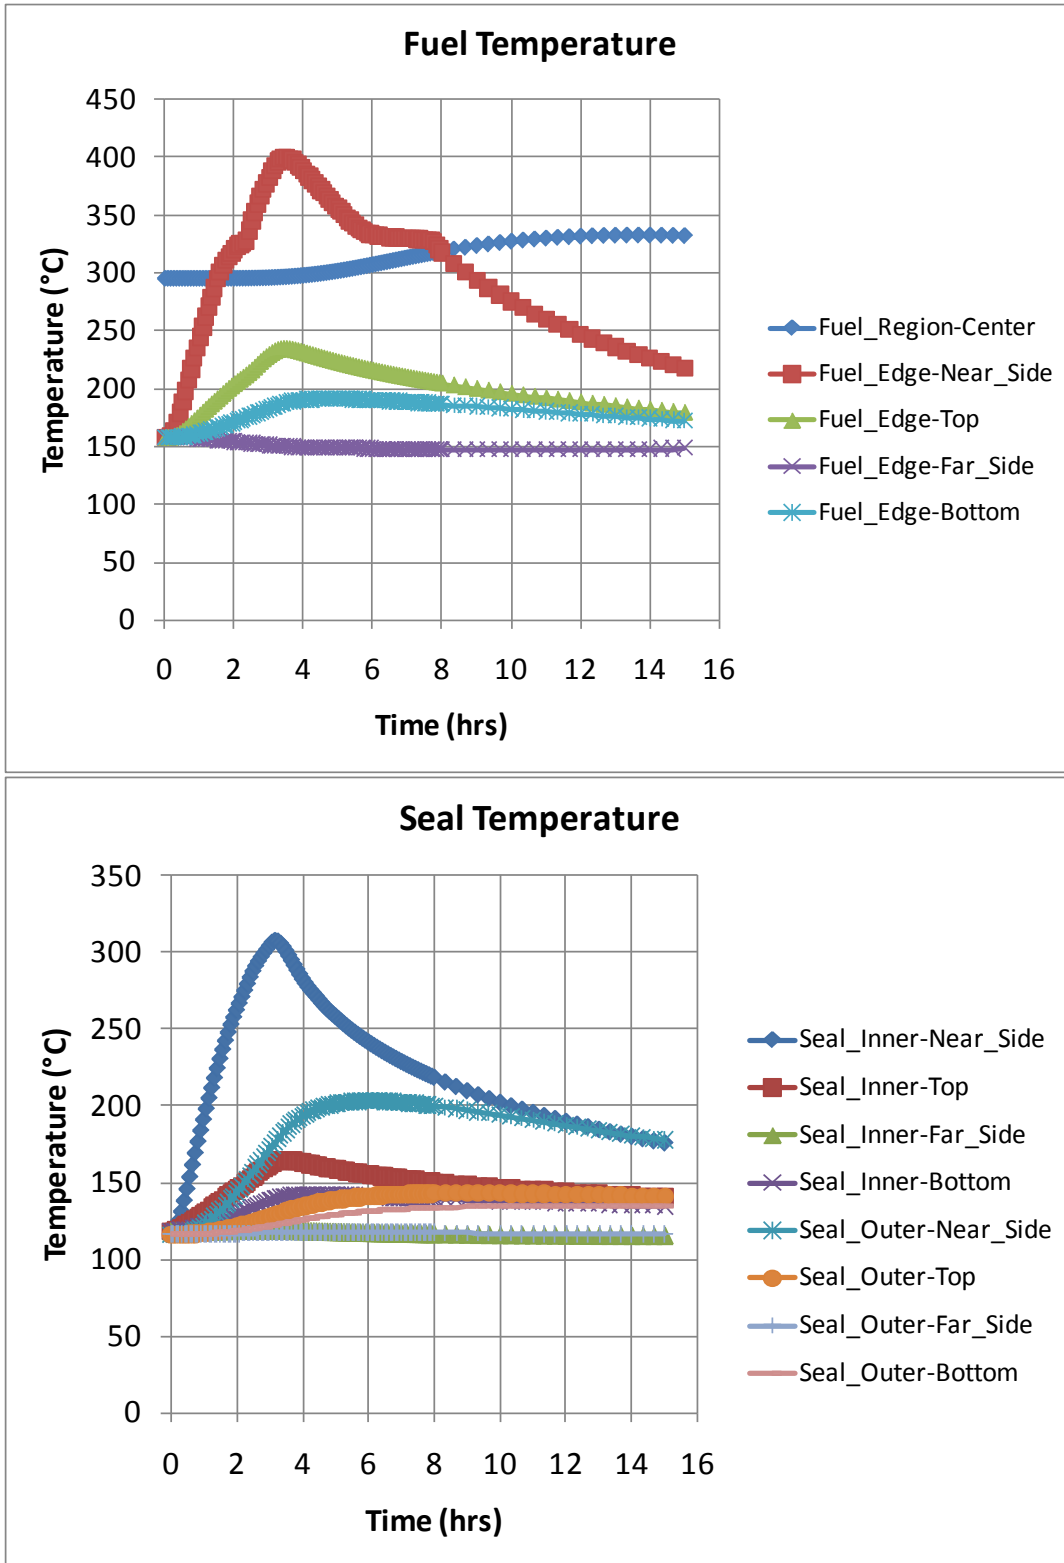 Fuel Temperature
450
400
350
300
250
200
150
100
50
0
Temperature (°C)
0 2 4 6 8 10 12 14 16
Time (hrs)
Fuel_Region-Center
Fuel_Edge-Near_Side
Fuel_Edge-Top
Fuel_Edge-Far_Side
Fuel_Edge-Bottom
Seal Temperature
350
300
250
200
150
100
50
0
Temperature (°C)
0 2 4 6 8 10 12 14 16
Time (hrs)
Seal_Inner-Near_Side
Seal_Inner-Top
Seal_Inner-Far_Side
Seal_Inner-Bottom
Seal_Outer-Near_Side
Seal_Outer-Top
Seal_Outer-Far_Side
Seal_Outer-Bottom